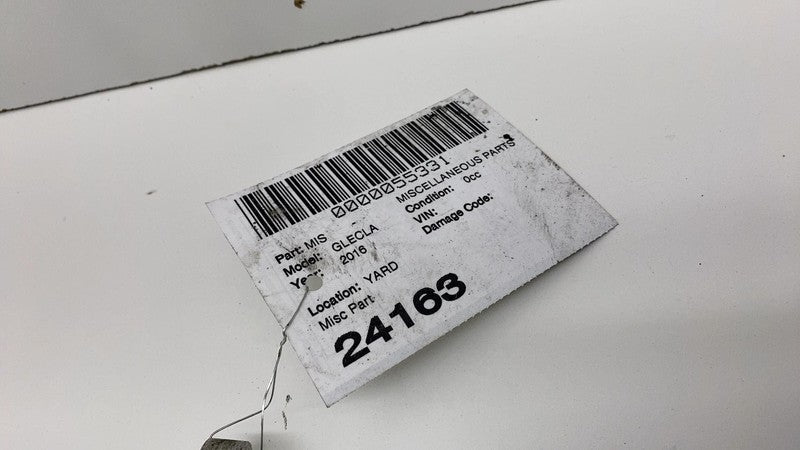 0000055331
Part: MIS MISCELLANEOUS PARTS
Model: GLECLA Condition: 0cc
Year: 2016 VIN:
Damage Code:
Location: YARD
Misc Part
24163